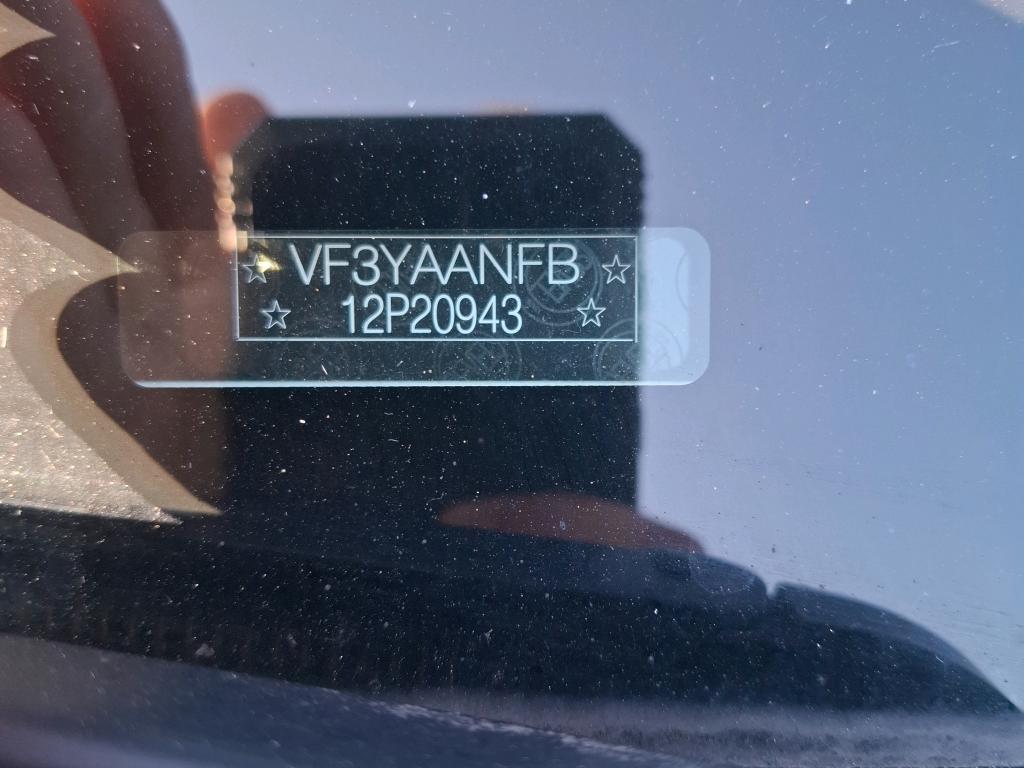 ☆ VF3YAANFB ☆
☆ 12P20943 ☆